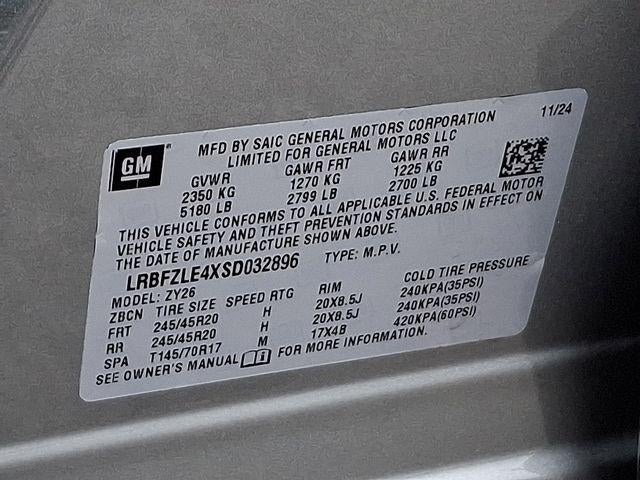 11/24
GM
MFD BY SAIC GENERAL MOTORS CORPORATION
LIMITED FOR GENERAL MOTORS LLC
GVWR GAWR FRT GAWR RR
2350 KG 1270 KG 1225 KG
5180 LB 2799 LB 2700 LB
THIS VEHICLE CONFORMS TO ALL APPLICABLE U.S. FEDERAL MOTOR
VEHICLE SAFETY AND THEFT PREVENTION STANDARDS IN EFFECT ON
THE DATE OF MANUFACTURE SHOWN ABOVE.
LRBFZLE4XSD032896 TYPE: M.P.V.
MODEL: ZY26
ZBCN TIRE SIZE SPEED RTG RIM COLD TIRE PRESSURE
FRT 245/45R20 H 20X8.5J 240KPA(35PSI)
RR 245/45R20 H 20X8.5J 240KPA(35PSI)
SPA T145/70R17 M 17X4B 420KPA(60PSI)
SEE OWNER'S MANUAL FOR MORE INFORMATION.